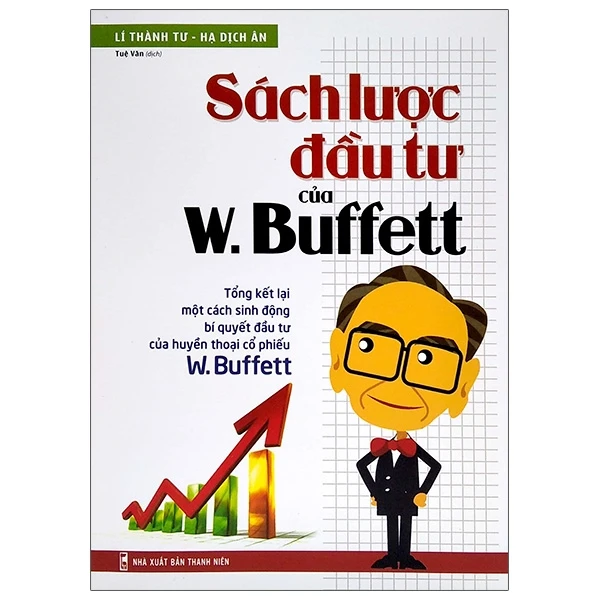 LÍ THÀNH TƯ - HẠ DỊCH ÂN
Tuệ Văn (dịch)
Sách lược
đầu tư
của
W. Buffett
Tổng kết lại
một cách sinh động
bí quyết đầu tư
của huyền thoại cổ phiếu
W. Buffett
NHÀ XUẤT BẢN THANH NIÊN